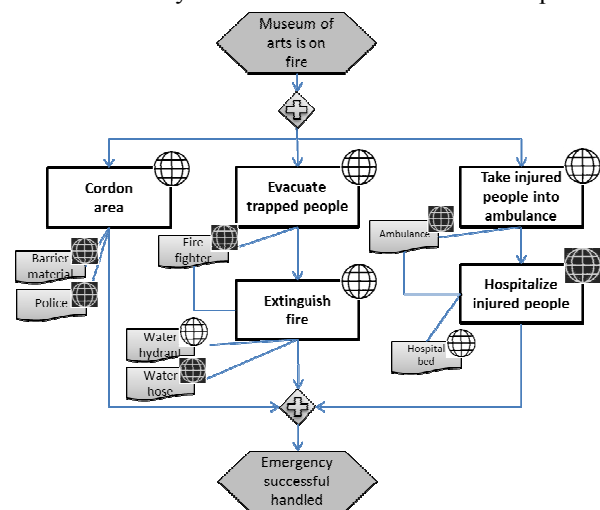 Museum of
arts is on
fire
Cordon
area
Evacuate
trapped people
Take injured
people into
ambulance
Barrier
material
Police
Fire
fighter
Ambulance
Extinguish
fire
Hospitalize
injured people
Water
hydrant
Water
hose
Hospital
bed
Emergency
successful
handled